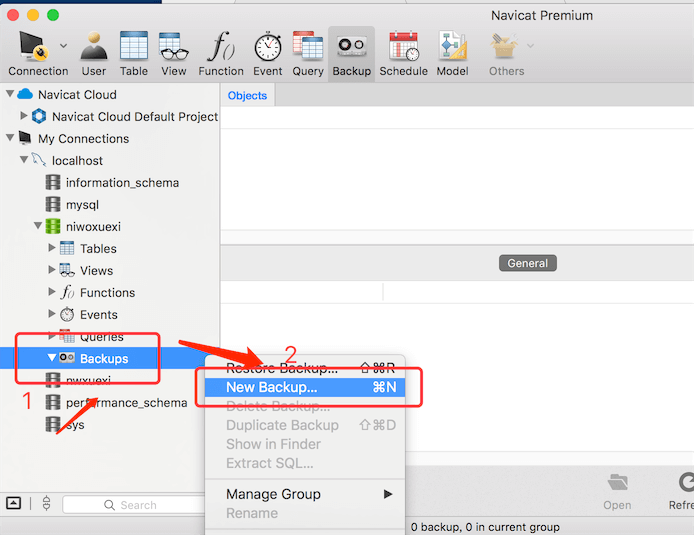 Navicat Premium
Connection User Table View Function Event Query Backup Schedule Model Others
Navicat Cloud
Objects
Navicat Cloud Default Project
My Connections
localhost
information_schema
mysql
niwoxuexi
Tables
General
Views
Functions
Events
Queries
2
Backups
Restore Backup... ⇧⌘R
nwxuexi
New Backup... ⌘N
1
performance_schema
Delete Backup...
sys
Duplicate Backup ⇧⌘D
Show in Finder
Extract SQL...
Manage Group
Rename
Search
Open
Refre
0 backup, 0 in current group